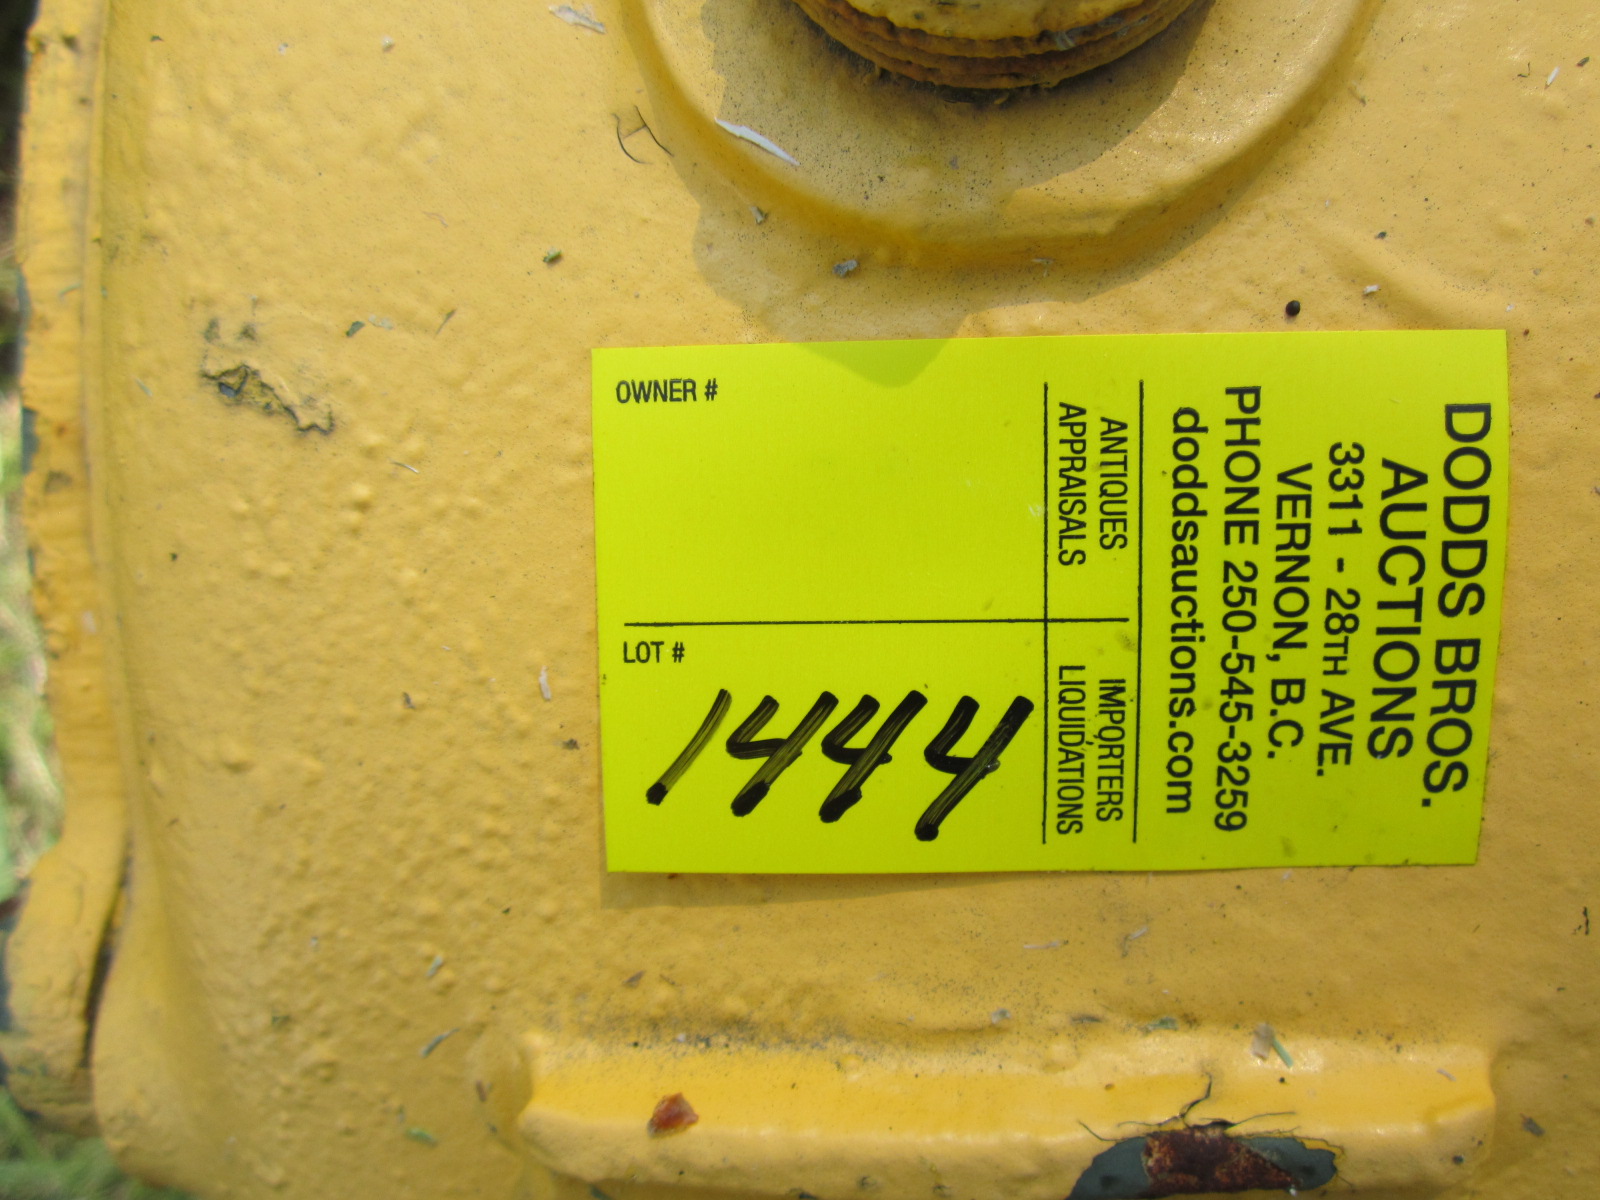 DODDS BROS.
AUCTIONS
3311 - 28TH AVE.
VERNON, B.C.
PHONE 250-545-3259
doddsauctions.com
ANTIQUES IMPORTERS
APPRAISALS LIQUIDATIONS
OWNER #
LOT #
1444